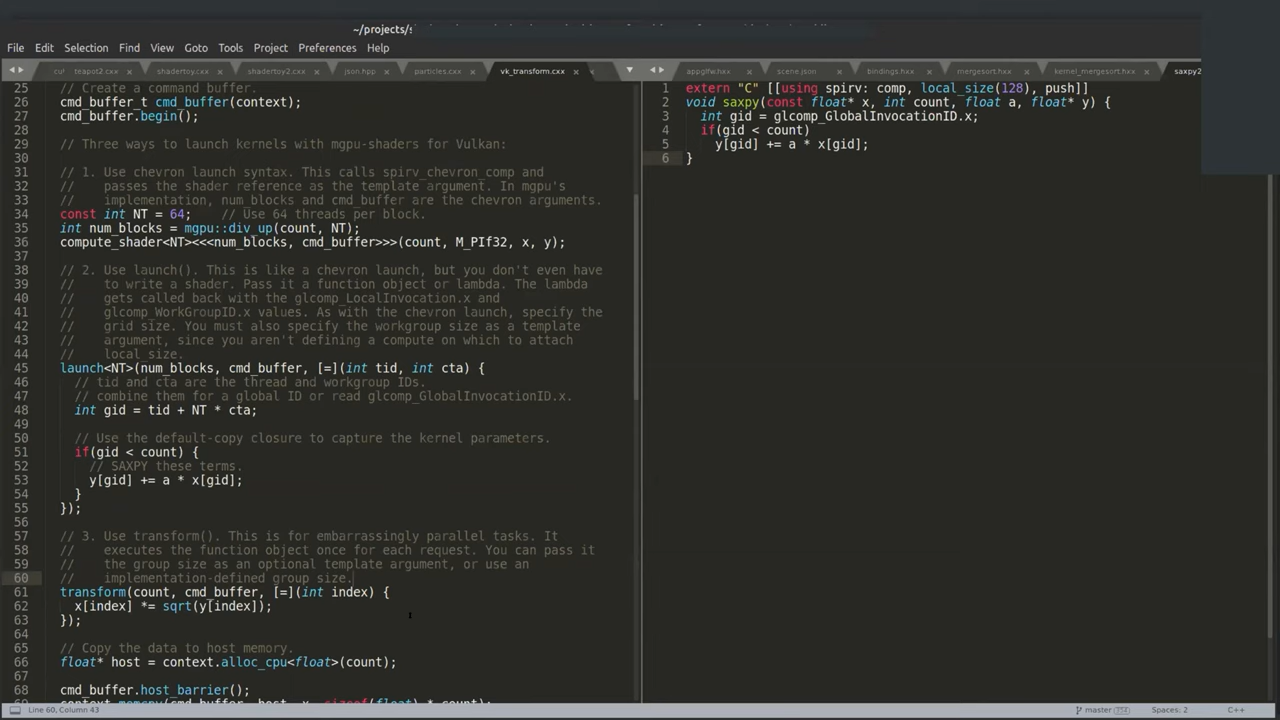 ~/projects/s
File Edit Selection Find View Goto Tools Project Preferences Help
teapot2.cxx shadertoy.cxx shadertoy2.cxx json.hpp particles.cxx vk_transform.cxx
25 // Create a command buffer.
26 cmd_buffer_t cmd_buffer(context);
27 cmd_buffer.begin();
28
29 // Three ways to launch kernels with mgpu-shaders for Vulkan:
30
31 // 1. Use chevron launch syntax. This calls spirv_chevron_comp and
32 //    passes the shader reference as the template argument. In mgpu's
33 //    implementation, num_blocks and cmd_buffer are the chevron arguments.
34 const int NT = 64;    // Use 64 threads per block.
35 int num_blocks = mgpu::div_up(count, NT);
36 compute_shader<NT><<<num_blocks, cmd_buffer>>>(count, M_PIf32, x, y);
37
38 // 2. Use launch(). This is like a chevron launch, but you don't even have
39 //    to write a shader. Pass it a function object or lambda. The lambda
40 //    gets called back with the glcomp_LocalInvocation.x and
41 //    glcomp_WorkGroupID.x values. As with the chevron launch, specify the
42 //    grid size. You must also specify the workgroup size as a template
43 //    argument, since you aren't defining a compute on which to attach
44 //    local_size.
45 launch<NT>(num_blocks, cmd_buffer, [=](int tid, int cta) {
46   // tid and cta are the thread and workgroup IDs.
47   // combine them for a global ID or read glcomp_GlobalInvocationID.x.
48   int gid = tid + NT * cta;
49
50   // Use the default-copy closure to capture the kernel parameters.
51   if(gid < count) {
52     // SAXPY these terms.
53     y[gid] += a * x[gid];
54   }
55 });
56
57 // 3. Use transform(). This is for embarrassingly parallel tasks. It
58 //    executes the function object once for each request. You can pass it
59 //    the group size as an optional template argument, or use an
60 //    implementation-defined group size.
61 transform(count, cmd_buffer, [=](int index) {
62   x[index] *= sqrt(y[index]);
63 });
64
65 // Copy the data to host memory.
66 float* host = context.alloc_cpu<float>(count);
67
68 cmd_buffer.host_barrier();
appglfw.hxx scene.json bindings.hxx mergesort.hxx kernel_mergesort.hxx saxpy2
1 extern "C" [[using spirv: comp, local_size(128), push]]
2 void saxpy(const float* x, int count, float a, float* y) {
3   int gid = glcomp_GlobalInvocationID.x;
4   if(gid < count)
5     y[gid] += a * x[gid];
6 }
Line 60, Column 43
master 354 Spaces: 2 C++